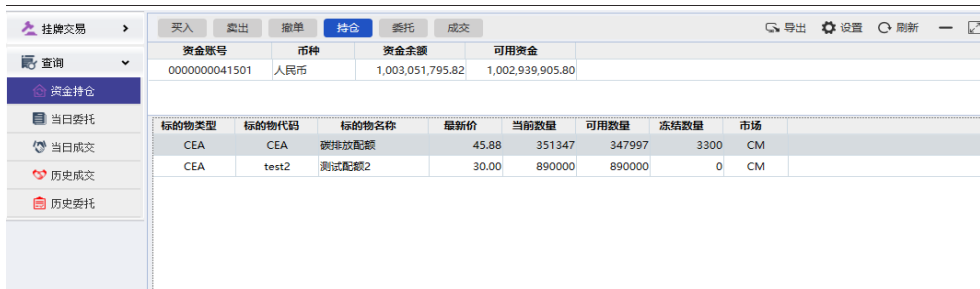 挂牌交易
查询
资金持仓
当日委托
当日成交
历史成交
历史委托
买入 卖出 撤单 持仓 委托 成交 导出 设置 刷新
资金账号 币种 资金余额 可用资金
0000000041501 人民币 1,003,051,795.82 1,002,939,905.80
标的物类型 标的物代码 标的物名称 最新价 当前数量 可用数量 冻结数量 市场
CEA CEA 碳排放配额 45.88 351347 347997 3300 CM
CEA test2 测试配额2 30.00 890000 890000 0 CM